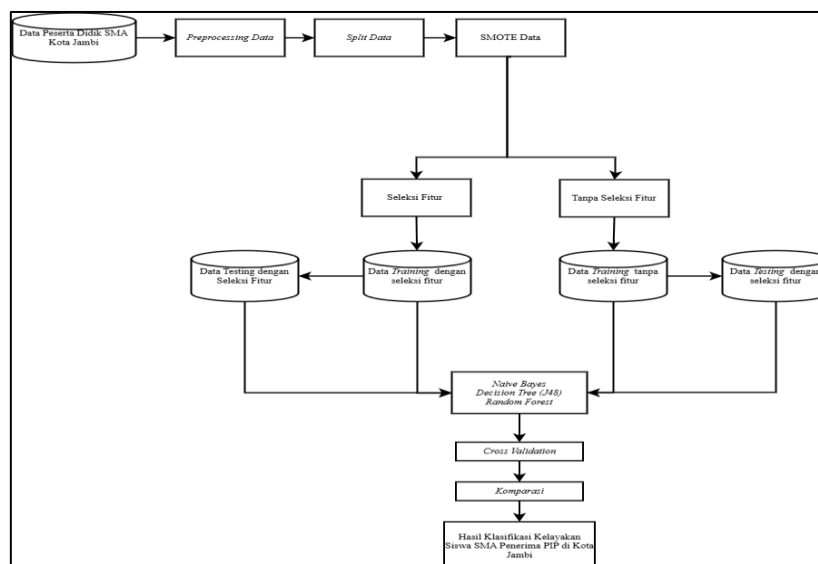 Data Peserta Didik SMA
Kota Jambi
Preprocessing Data
Split Data
SMOTE Data
Seleksi Fitur
Tanpa Seleksi Fitur
Data Testing dengan
Seleksi Fitur
Data Training dengan
seleksi fitur
Data Training tanpa
seleksi fitur
Data Testing dengan
seleksi fitur
Naive Bayes
Decision Tree (J48)
Random Forest
Cross Validation
Komparasi
Hasil Klasifikasi Kelayakan
Siswa SMA Penerima PIP di Kota
Jambi